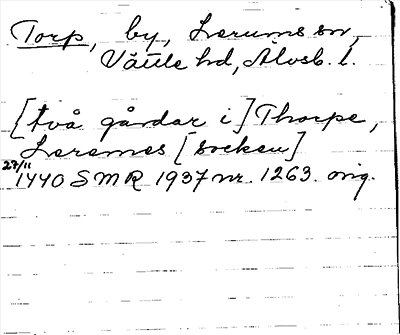 Torp, by, Lerums sn,
Vättle hd, Älvsb. l.
[två gårdar i] Thorpe,
Leremes [socken]
27/11
1440 SMR 1937 nr. 1263. orig.